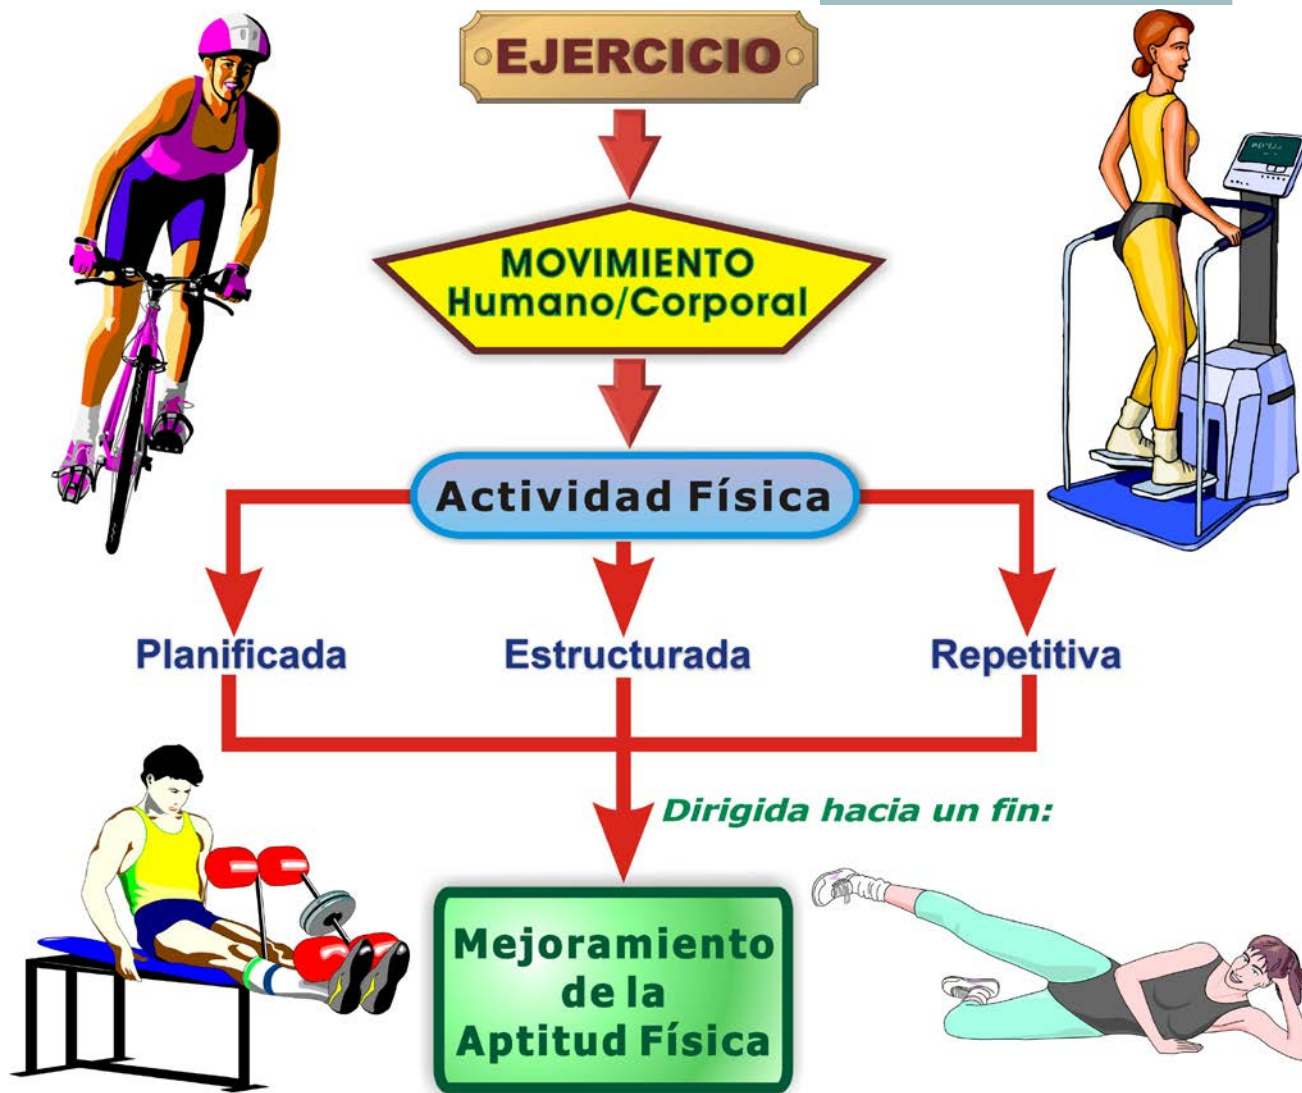 EJERCICIO
MOVIMIENTO
Humano/Corporal
Actividad Física
Planificada
Estructurada
Repetitiva
Dirigida hacia un fin:
Mejoramiento
de la
Aptitud Física